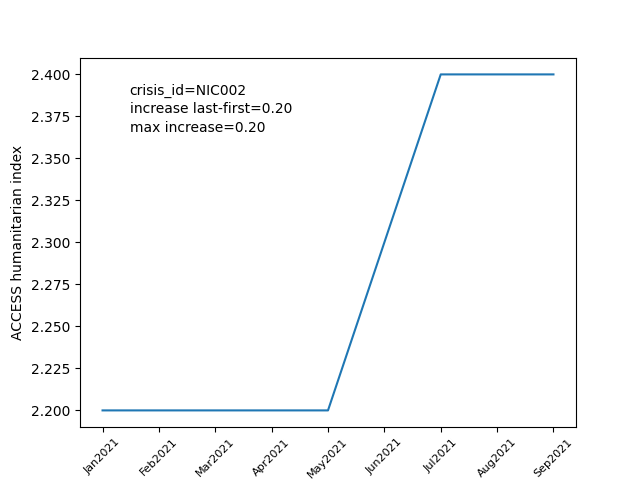 crisis_id=NIC002
increase last-first=0.20
max increase=0.20
ACCESS humanitarian index
2.400
2.375
2.350
2.325
2.300
2.275
2.250
2.225
2.200
Jan2021
Feb2021
Mar2021
Apr2021
May2021
Jun2021
Jul2021
Aug2021
Sep2021